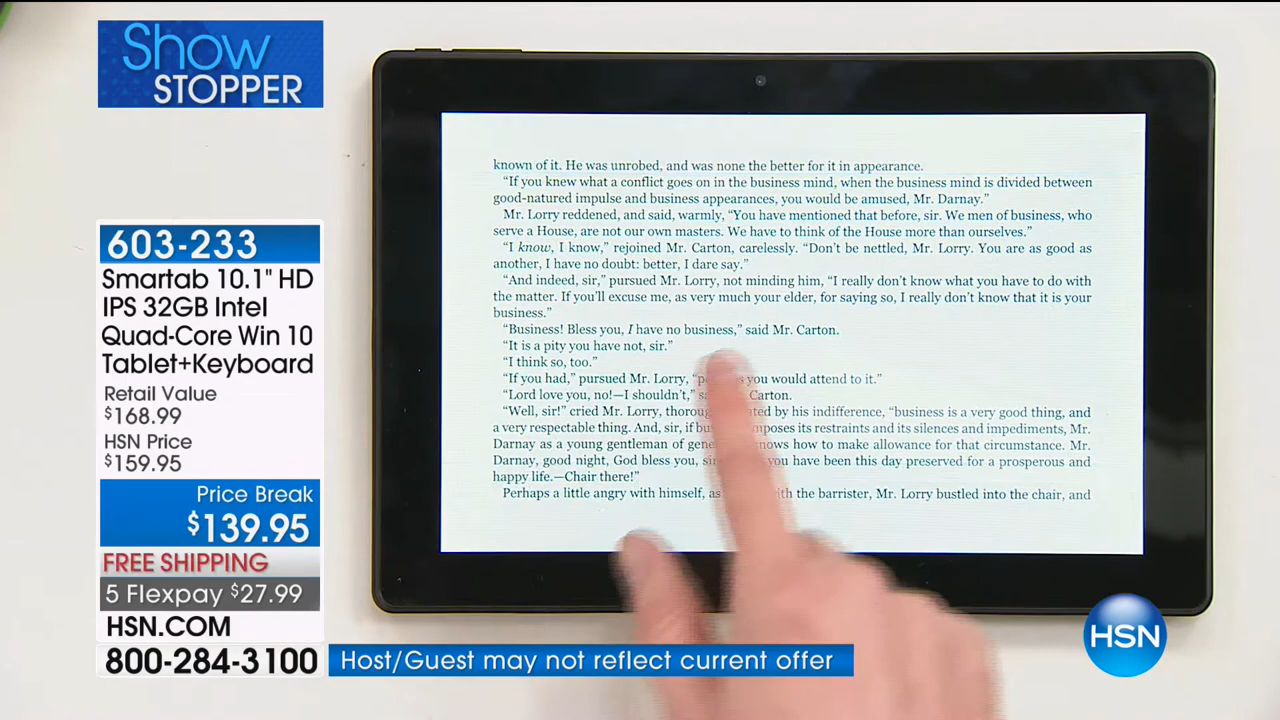 Show
STOPPER
603-233
Smartab 10.1" HD
IPS 32GB Intel
Quad-Core Win 10
Tablet+Keyboard
Retail Value
$168.99
HSN Price
$159.95
Price Break
$139.95
FREE SHIPPING
5 Flexpay $27.99
HSN.COM
800-284-3100
Host/Guest may not reflect current offer
HSN
known of it. He was unrobed, and was none the better for it in appearance.
“If you knew what a conflict goes on in the business mind, when the business mind is divided between
good-natured impulse and business appearances, you would be amused, Mr. Darnay.”
Mr. Lorry reddened, and said, warmly, “You have mentioned that before, sir. We men of business, who
serve a House, are not our own masters. We have to think of the House more than ourselves.”
“I know, I know,” rejoined Mr. Carton, carelessly. “Don’t be nettled, Mr. Lorry. You are as good as
another, I have no doubt: better, I dare say.”
“And indeed, sir,” pursued Mr. Lorry, not minding him, “I really don’t know what you have to do with
the matter. If you’ll excuse me, as very much your elder, for saying so, I really don’t know that it is your
business.”
“Business! Bless you, I have no business,” said Mr. Carton.
“It is a pity you have not, sir.”
“I think so, too.”
“If you had,” pursued Mr. Lorry, you would attend to it.”
“Lord love you, no!—I shouldn’t,” Carton.
“Well, sir!” cried Mr. Lorry, by his indifference, “business is a very good thing, and
a very respectable thing. And, sir, if its restraints and its silences and impediments, Mr.
Darnay as a young gentleman of knows how to make allowance for that circumstance. Mr.
Darnay, good night, God bless you, you have been this day preserved for a prosperous and
happy life.—Chair there!”
Perhaps a little angry with himself, as the barrister, Mr. Lorry bustled into the chair, and